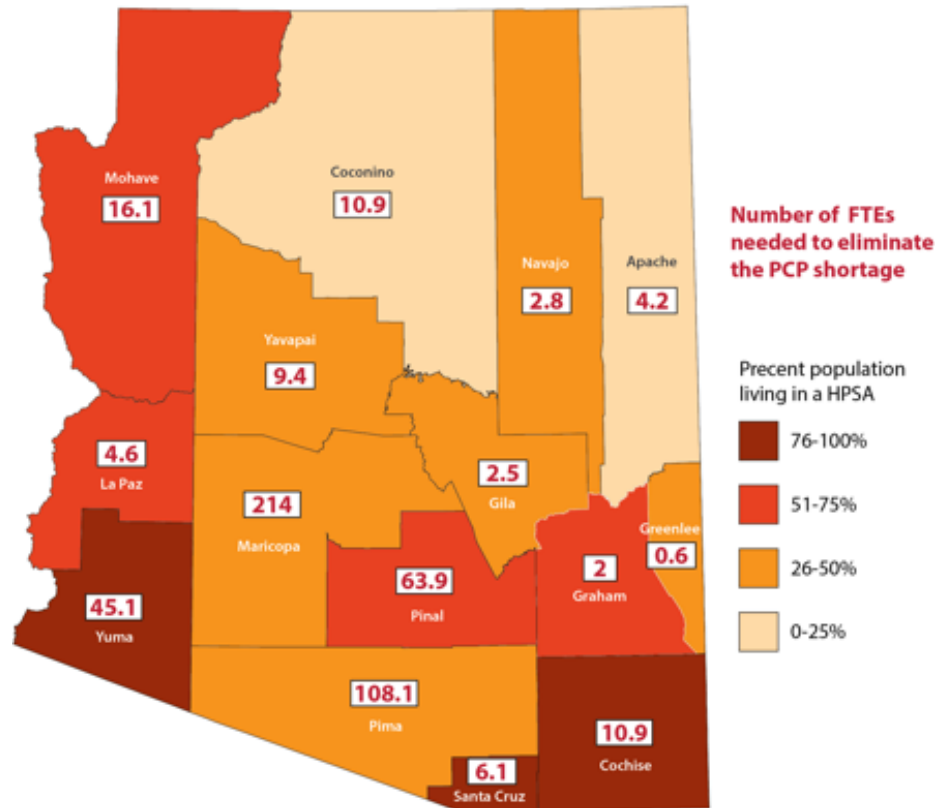 Mohave
16.1
Coconino
10.9
Navajo
2.8
Apache
4.2
Number of FTEs
needed to eliminate
the PCP shortage
Yavapai
9.4
Precent population
living in a HPSA
76-100%
51-75%
26-50%
0-25%
4.6
La Paz
214
Maricopa
2.5
Gila
Greenlee
0.6
63.9
Pinal
2
Graham
45.1
Yuma
108.1
Pima
10.9
Cochise
6.1
Santa Cruz